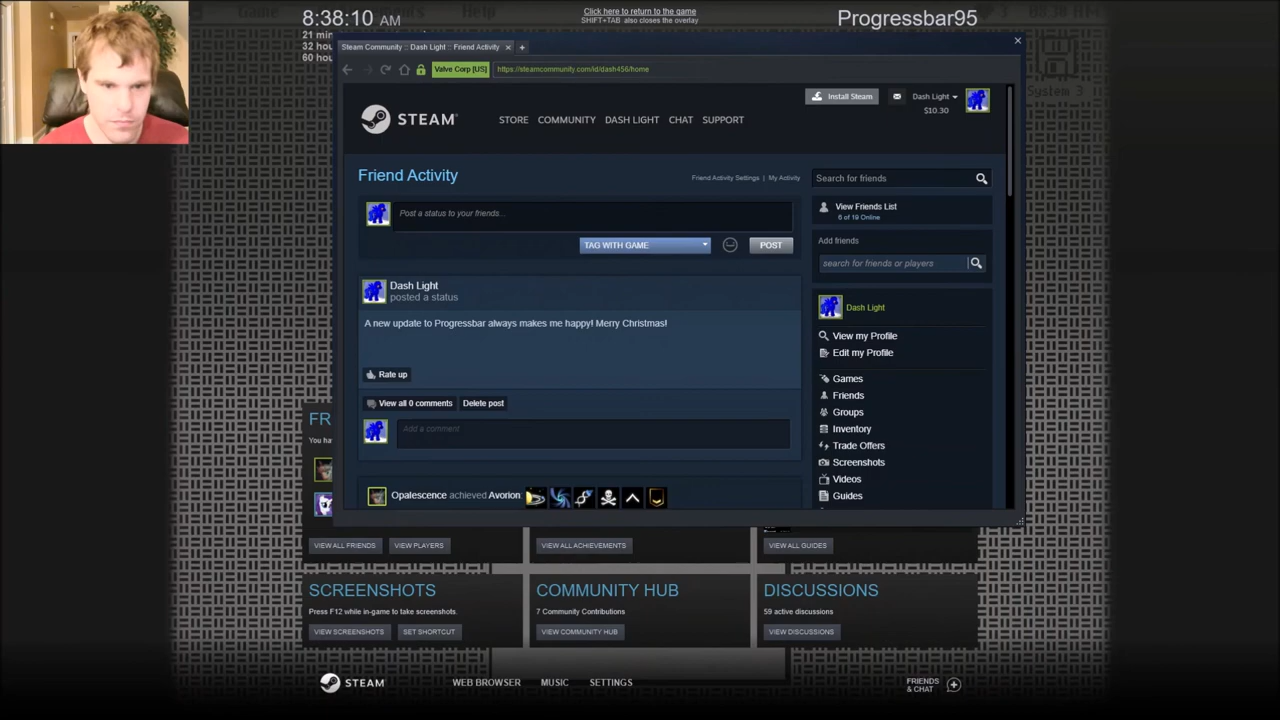 8:38:10 AM
21 min
32 hou
60 hou
Click here to return to the game
SHIFT+TAB also closes the overlay
Progressbar95
Steam Community :: Dash Light :: Friend Activity
Valve Corp [US]
https://steamcommunity.com/id/dash456/home
Install Steam
Dash Light
$10.30
STEAM
STORE
COMMUNITY
DASH LIGHT
CHAT
SUPPORT
Friend Activity
Friend Activity Settings | My Activity
Search for friends
Post a status to your friends...
View Friends List
6 of 19 Online
TAG WITH GAME
POST
Add friends
search for friends or players
Dash Light
posted a status
A new update to Progressbar always makes me happy! Merry Christmas!
Rate up
View all 0 comments
Delete post
Add a comment
Opalescence achieved Avorion
Dash Light
View my Profile
Edit my Profile
Games
Friends
Groups
Inventory
Trade Offers
Screenshots
Videos
Guides
System 3
FR
You hav
VIEW ALL FRIENDS
VIEW PLAYERS
VIEW ALL ACHIEVEMENTS
VIEW ALL GUIDES
SCREENSHOTS
Press F12 while in-game to take screenshots.
VIEW SCREENSHOTS
SET SHORTCUT
COMMUNITY HUB
7 Community Contributions
VIEW COMMUNITY HUB
DISCUSSIONS
59 active discussions
VIEW DISCUSSIONS
STEAM
WEB BROWSER
MUSIC
SETTINGS
FRIENDS
& CHAT